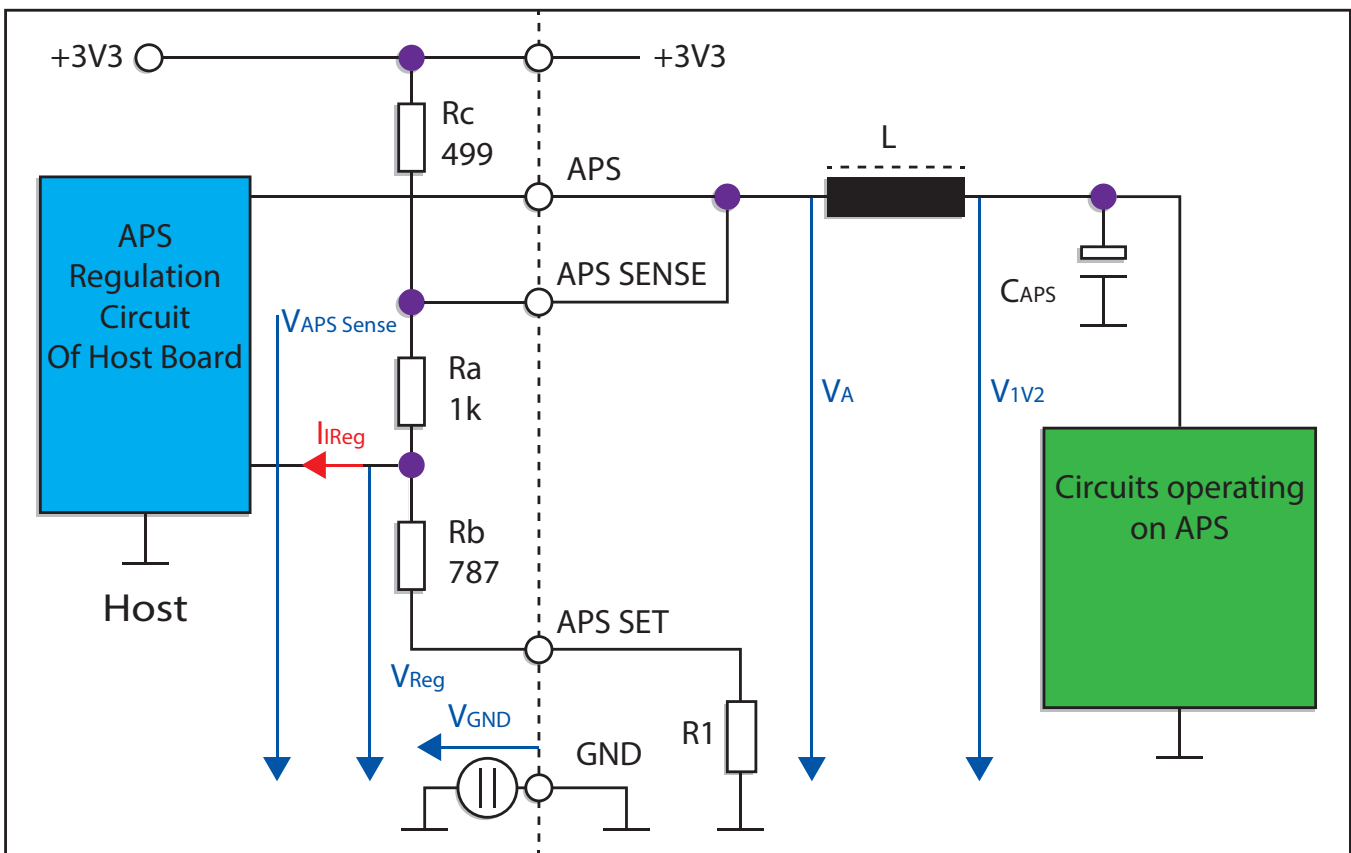 +3V3
+3V3
Rc
499
APS
L
APS
Regulation
Circuit
Of Host Board
APS SENSE
CAPS
VAPS Sense
Ra
1k
VA
V1V2
IIReg
Circuits operating
on APS
Rb
787
Host
APS SET
VReg
VGND
R1
GND